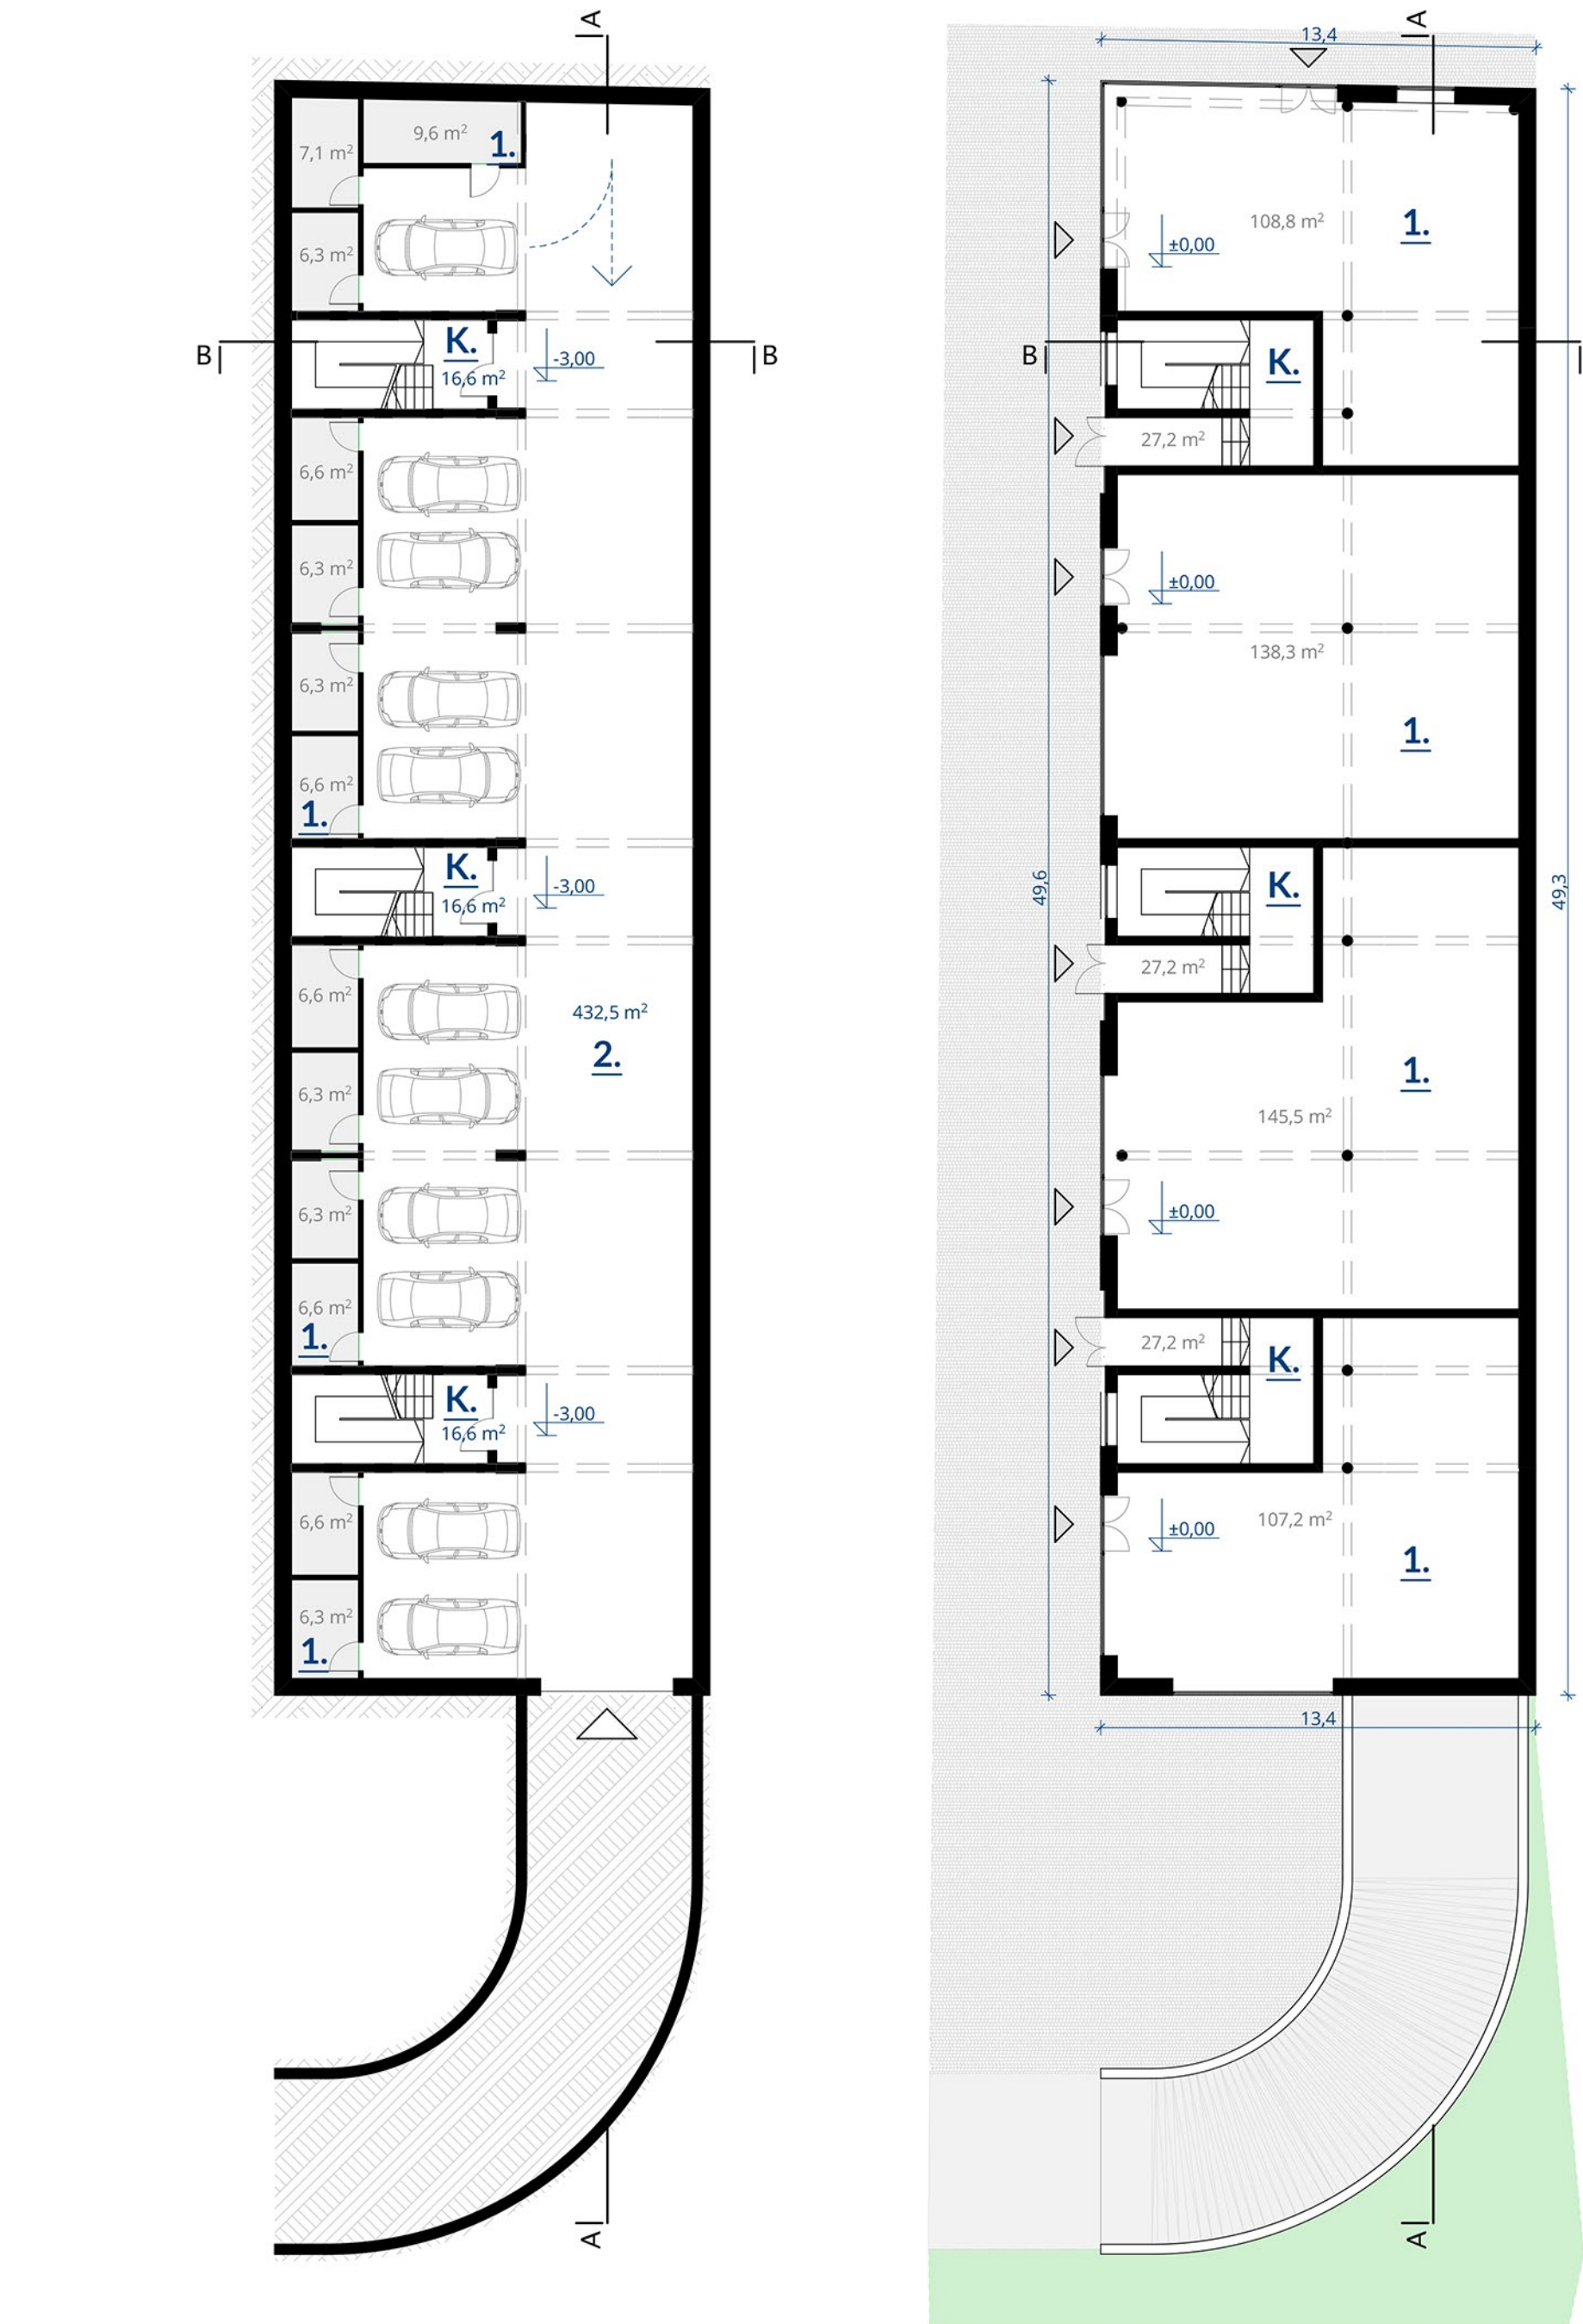 A
9,6 m²
1.
7,1 m²
6,3 m²
K.
16,6 m²
-3,00
B
B
6,6 m²
6,3 m²
6,3 m²
6,6 m²
1.
K.
16,6 m²
-3,00
6,6 m²
432,5 m²
2.
6,3 m²
6,3 m²
6,6 m²
1.
K.
16,6 m²
-3,00
6,6 m²
6,3 m²
1.
A
A
13,4
108,8 m²
1.
±0,00
B
K.
27,2 m²
±0,00
138,3 m²
1.
49,6
49,3
K.
27,2 m²
1.
145,5 m²
±0,00
27,2 m²
K.
107,2 m²
±0,00
1.
13,4
A